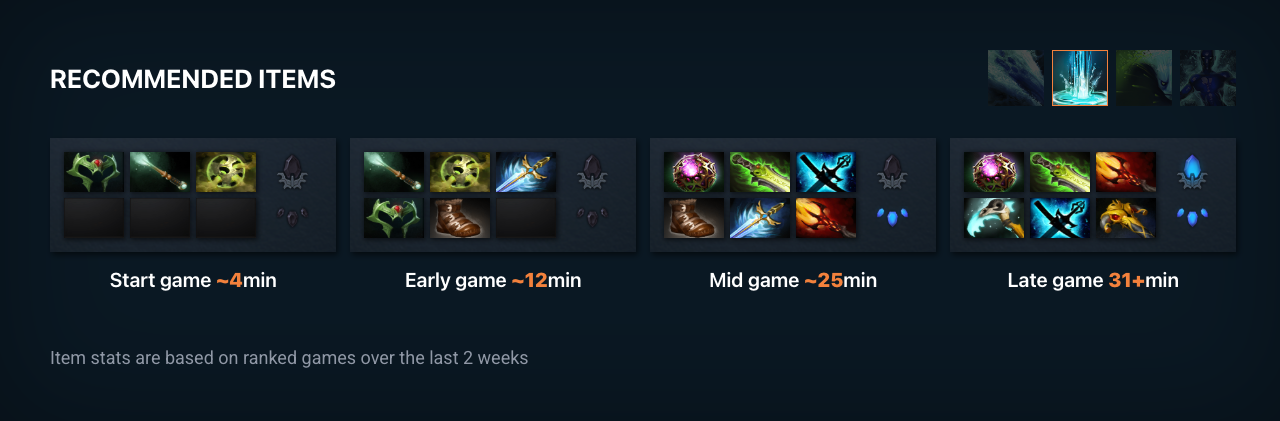 RECOMMENDED ITEMS
Start game ~4min
Early game ~12min
Mid game ~25min
Late game 31+min
Item stats are based on ranked games over the last 2 weeks